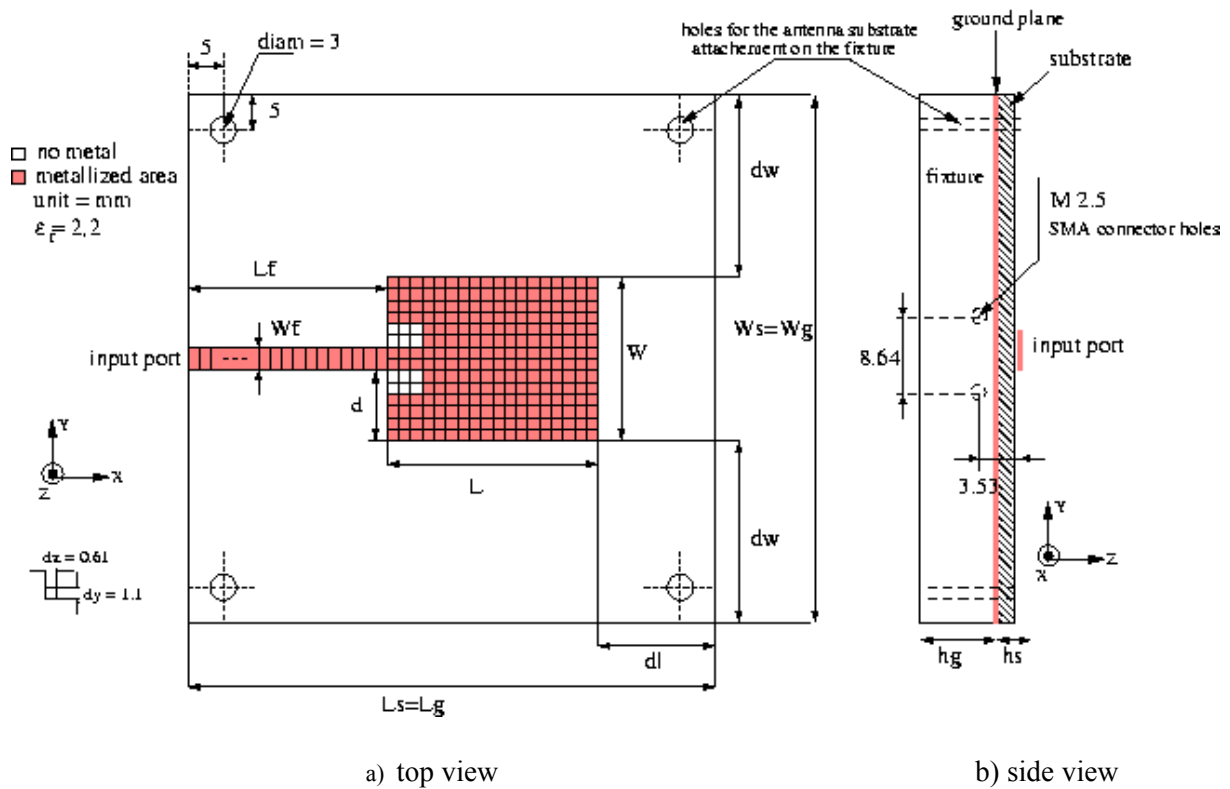 5
diam = 3
5
holes for the antenna substrate
attachement on the fixture
ground plane
substrate
no metal
metallized area
unit = mm
εr = 2,2
dw
fixture
M 2.5
SMA connector holes
Lf
Wf
input port
Ws=Wg
W
8.64
input port
d
Y
X
Z
L
3.53
dw
Y
Z
X
dx = 0.61
dy = 1.1
dl
hg
hs
Ls=Lg
a) top view
b) side view